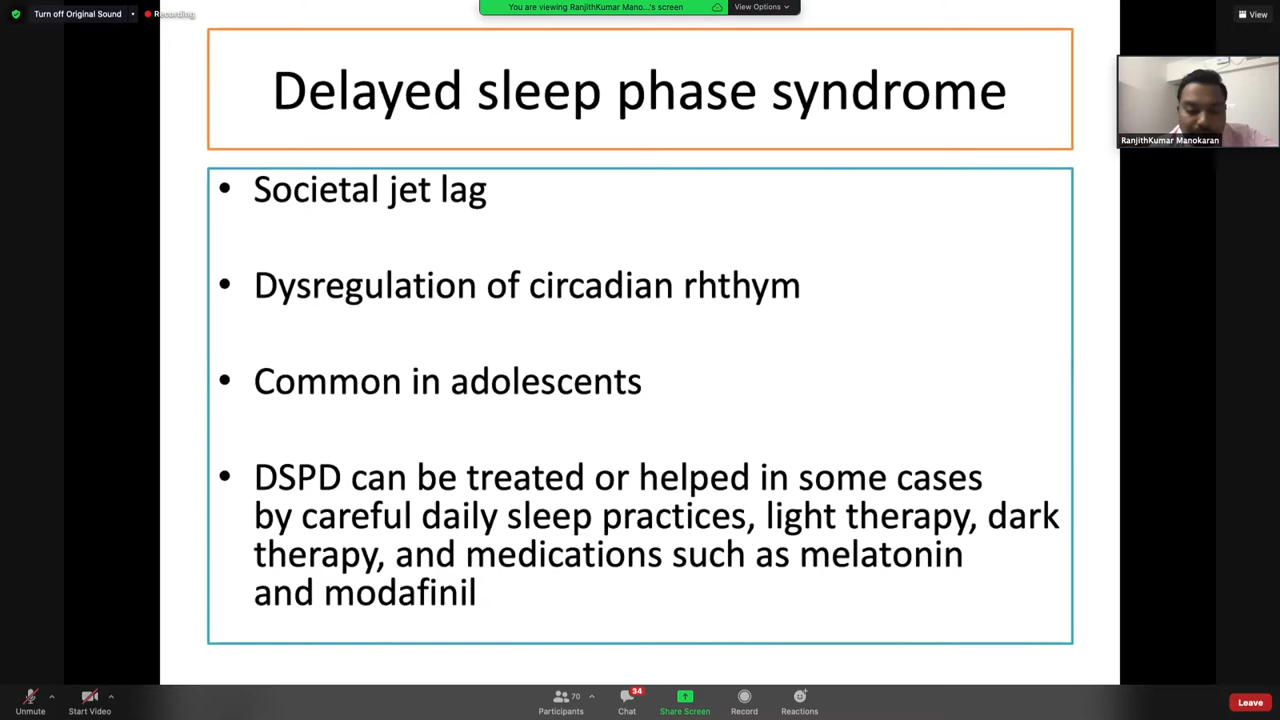 Turn off Original Sound
Recording
You are viewing RanjithKumar Mano...'s screen
View Options
View
Delayed sleep phase syndrome
RanjithKumar Manokaran
• Societal jet lag
• Dysregulation of circadian rhthym
• Common in adolescents
• DSPD can be treated or helped in some cases
by careful daily sleep practices, light therapy, dark
therapy, and medications such as melatonin
and modafinil
Unmute
Start Video
70
Participants
34
Chat
Share Screen
Record
Reactions
Leave